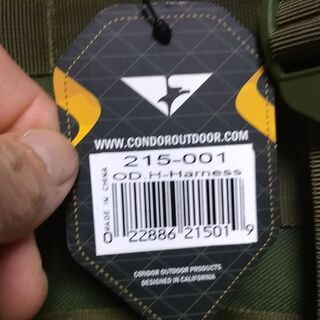 WWW.CONDOROUTDOOR.COM
215-001
OD. H-Harness
MADE IN CHINA
0 22886 21501 9
CONDOR OUTDOOR PRODUCTS
DESIGNED IN CALIFORNIA